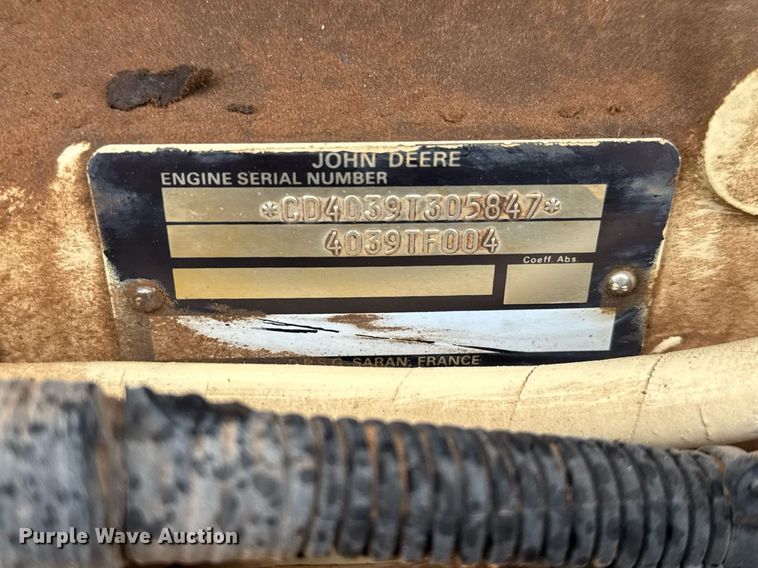 JOHN DEERE
ENGINE SERIAL NUMBER
*CD4039T305847*
4039TF004
Coeff. Abs.
SARAN, FRANCE
Purple Wave Auction®